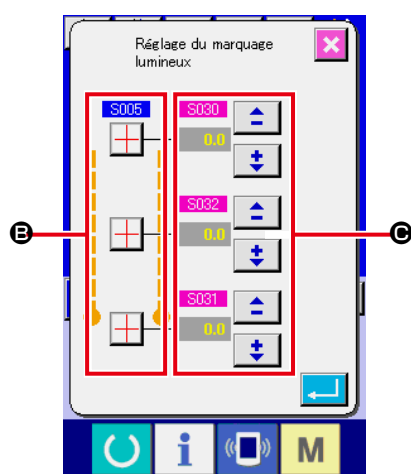 Réglage du marquage
lumineux
S005
S030
0.0
B
S032
0.0
C
S031
0.0
i
M